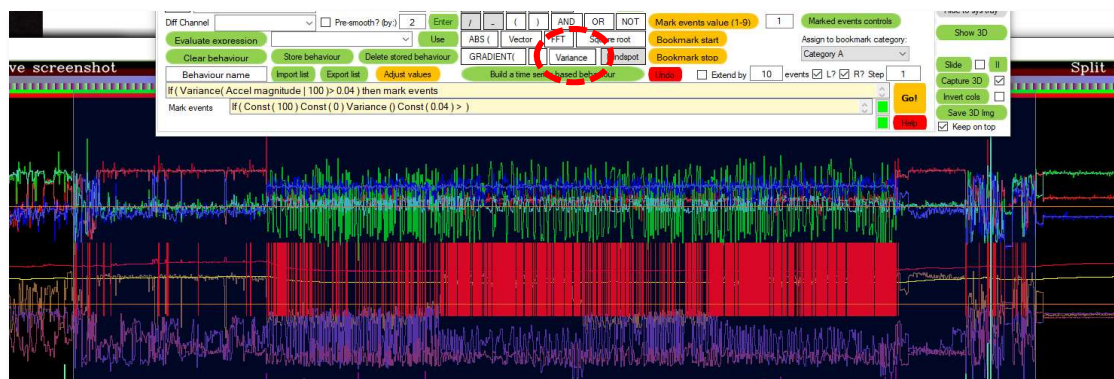 Diff Channel Pre-smooth? (by:) 2 Enter / - ( ) AND OR NOT Mark events value (1-9) 1 Marked events controls
Evaluate expression Use ABS ( Vector FFT Square root Bookmark start Assign to bookmark category: Show 3D
Clear behaviour Store behaviour Delete stored behaviour GRADIENT( Variance Bookmark stop Category A
ve screenshot
Behaviour name Import list Export list Adjust values Build a time series based behaviour Undo Extend by 10 events L? R? Step 1
Slide II
Split
If ( Variance( Accel magnitude | 100 )> 0.04 ) then mark events
Go!
Capture 3D
Invert cols
Mark events If ( Const ( 100 ) Const ( 0 ) Variance () Const ( 0.04 ) > )
Save 3D Img
Help
Keep on top